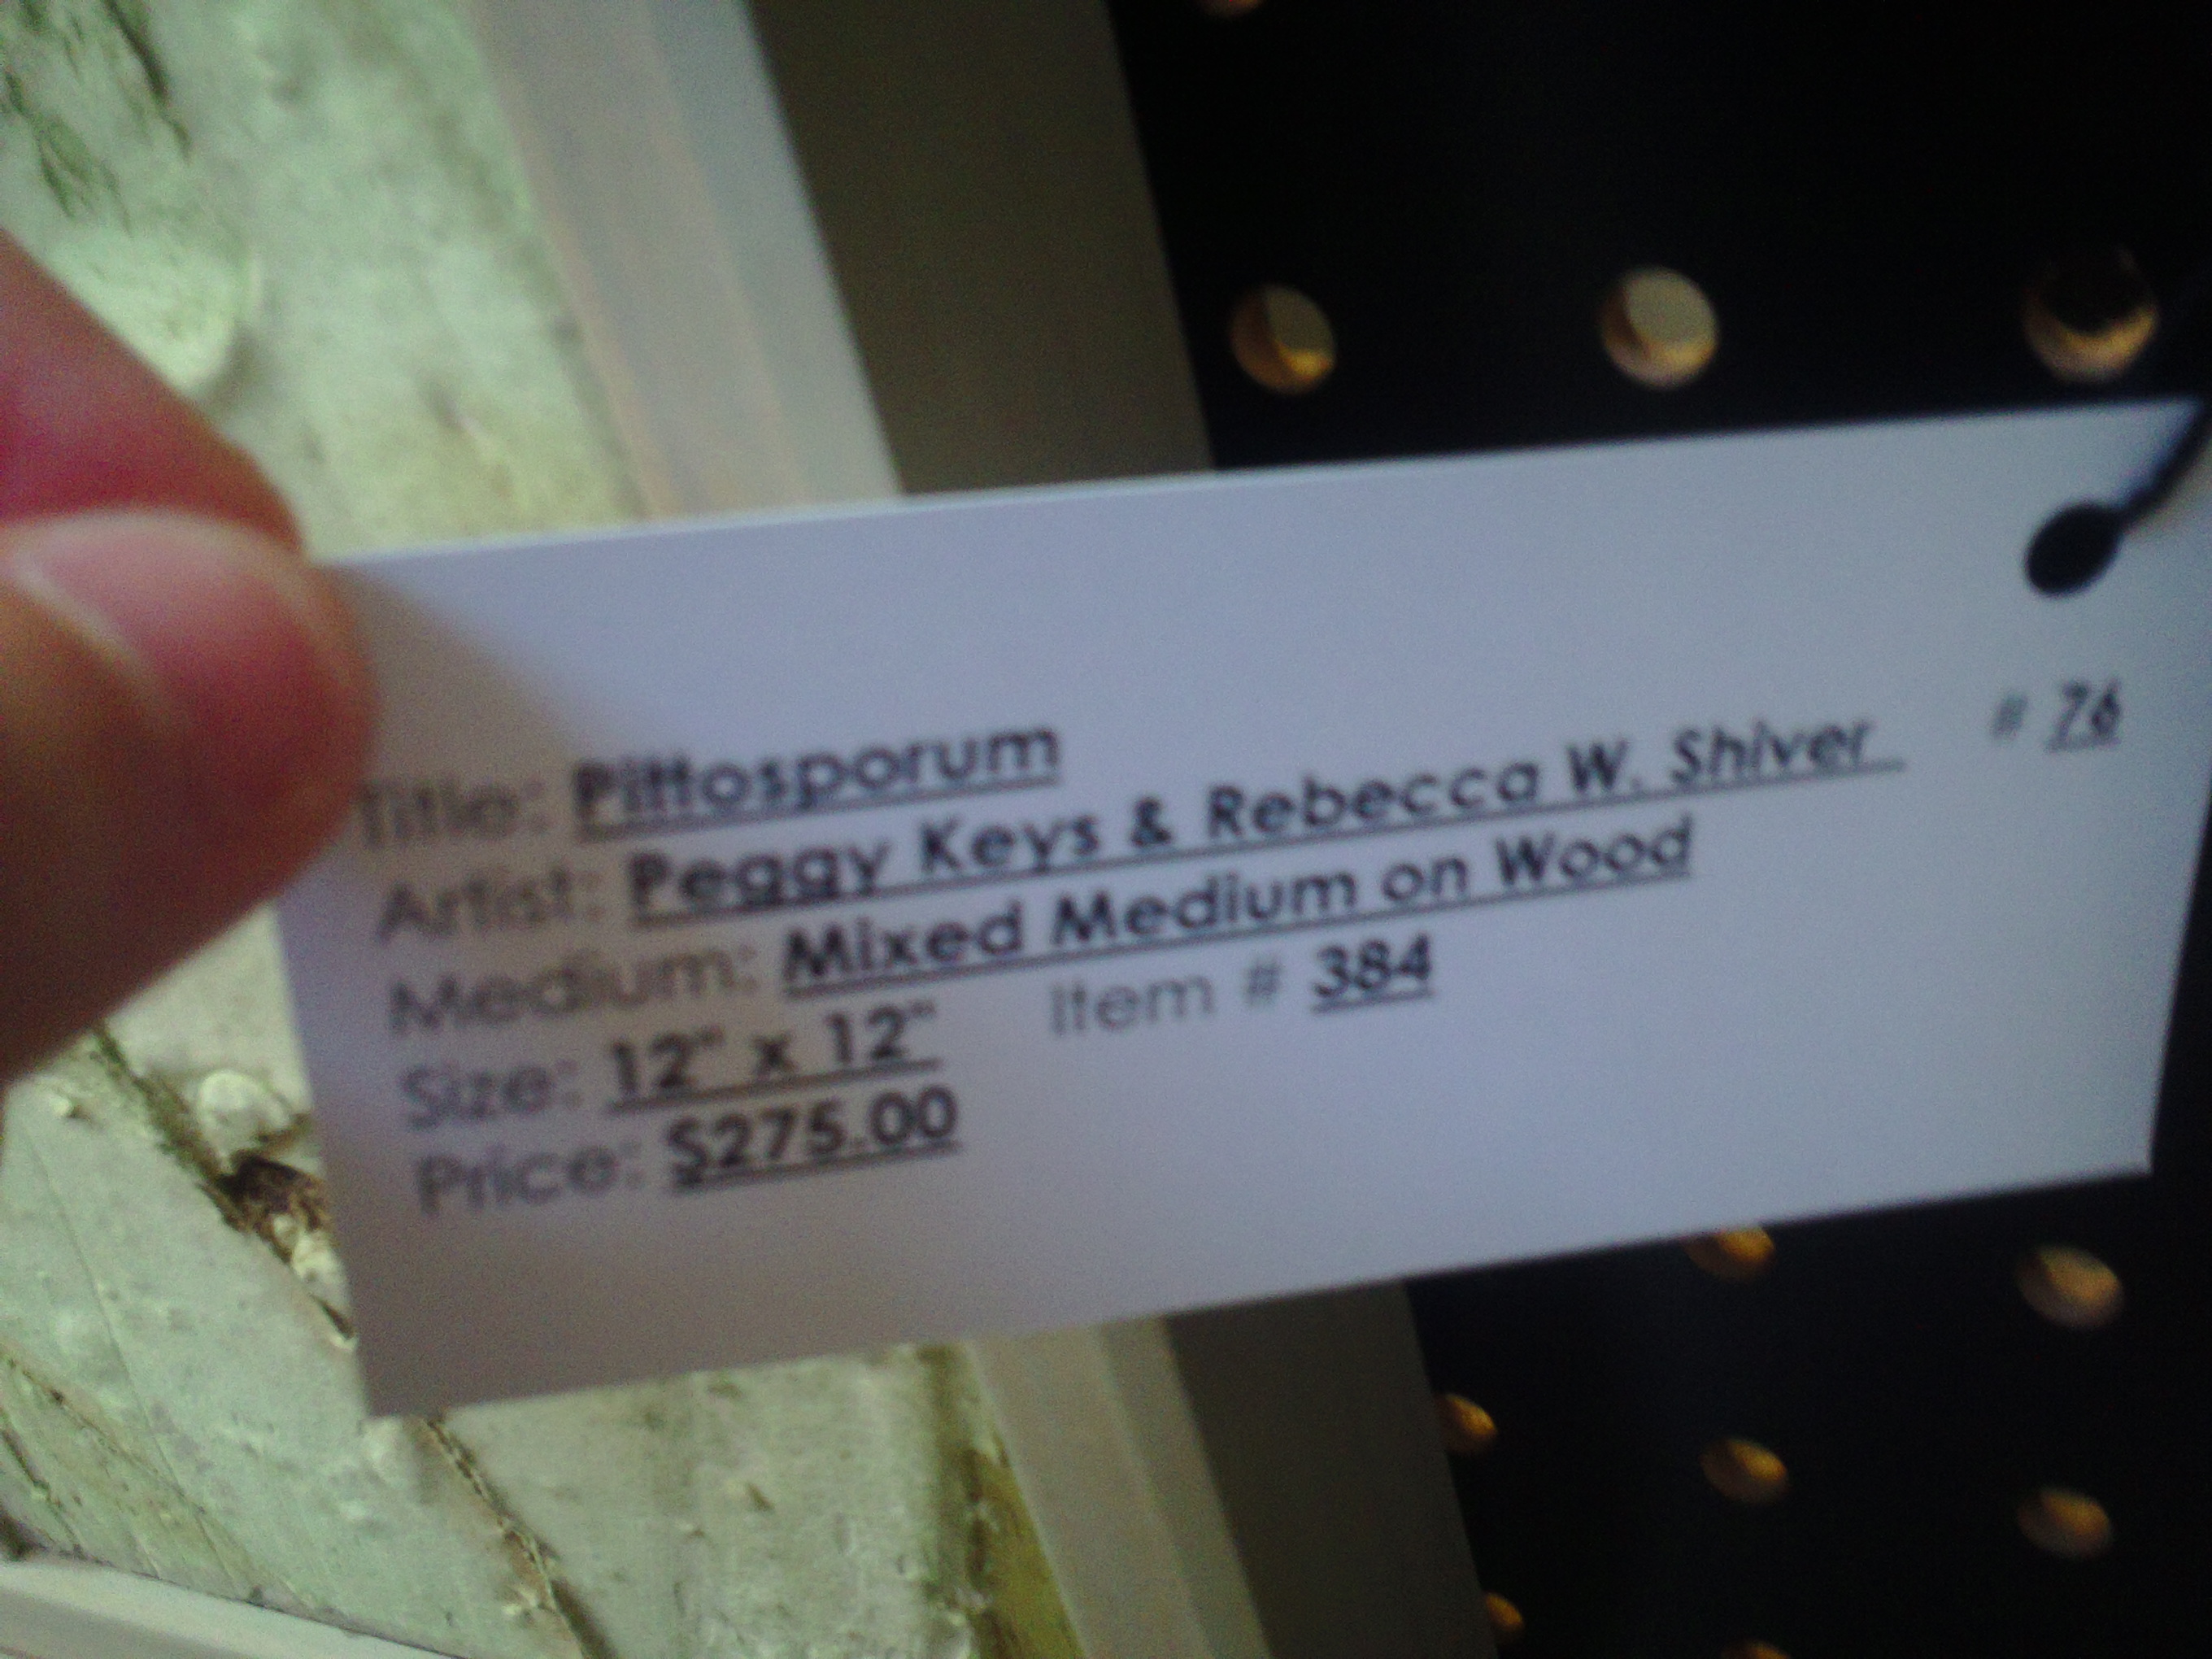 Title: Pittosporum
Artist: Peggy Keys & Rebecca W. Shiver # 76
Medium: Mixed Medium on Wood
Size: 12" x 12" Item # 384
Price: $275.00